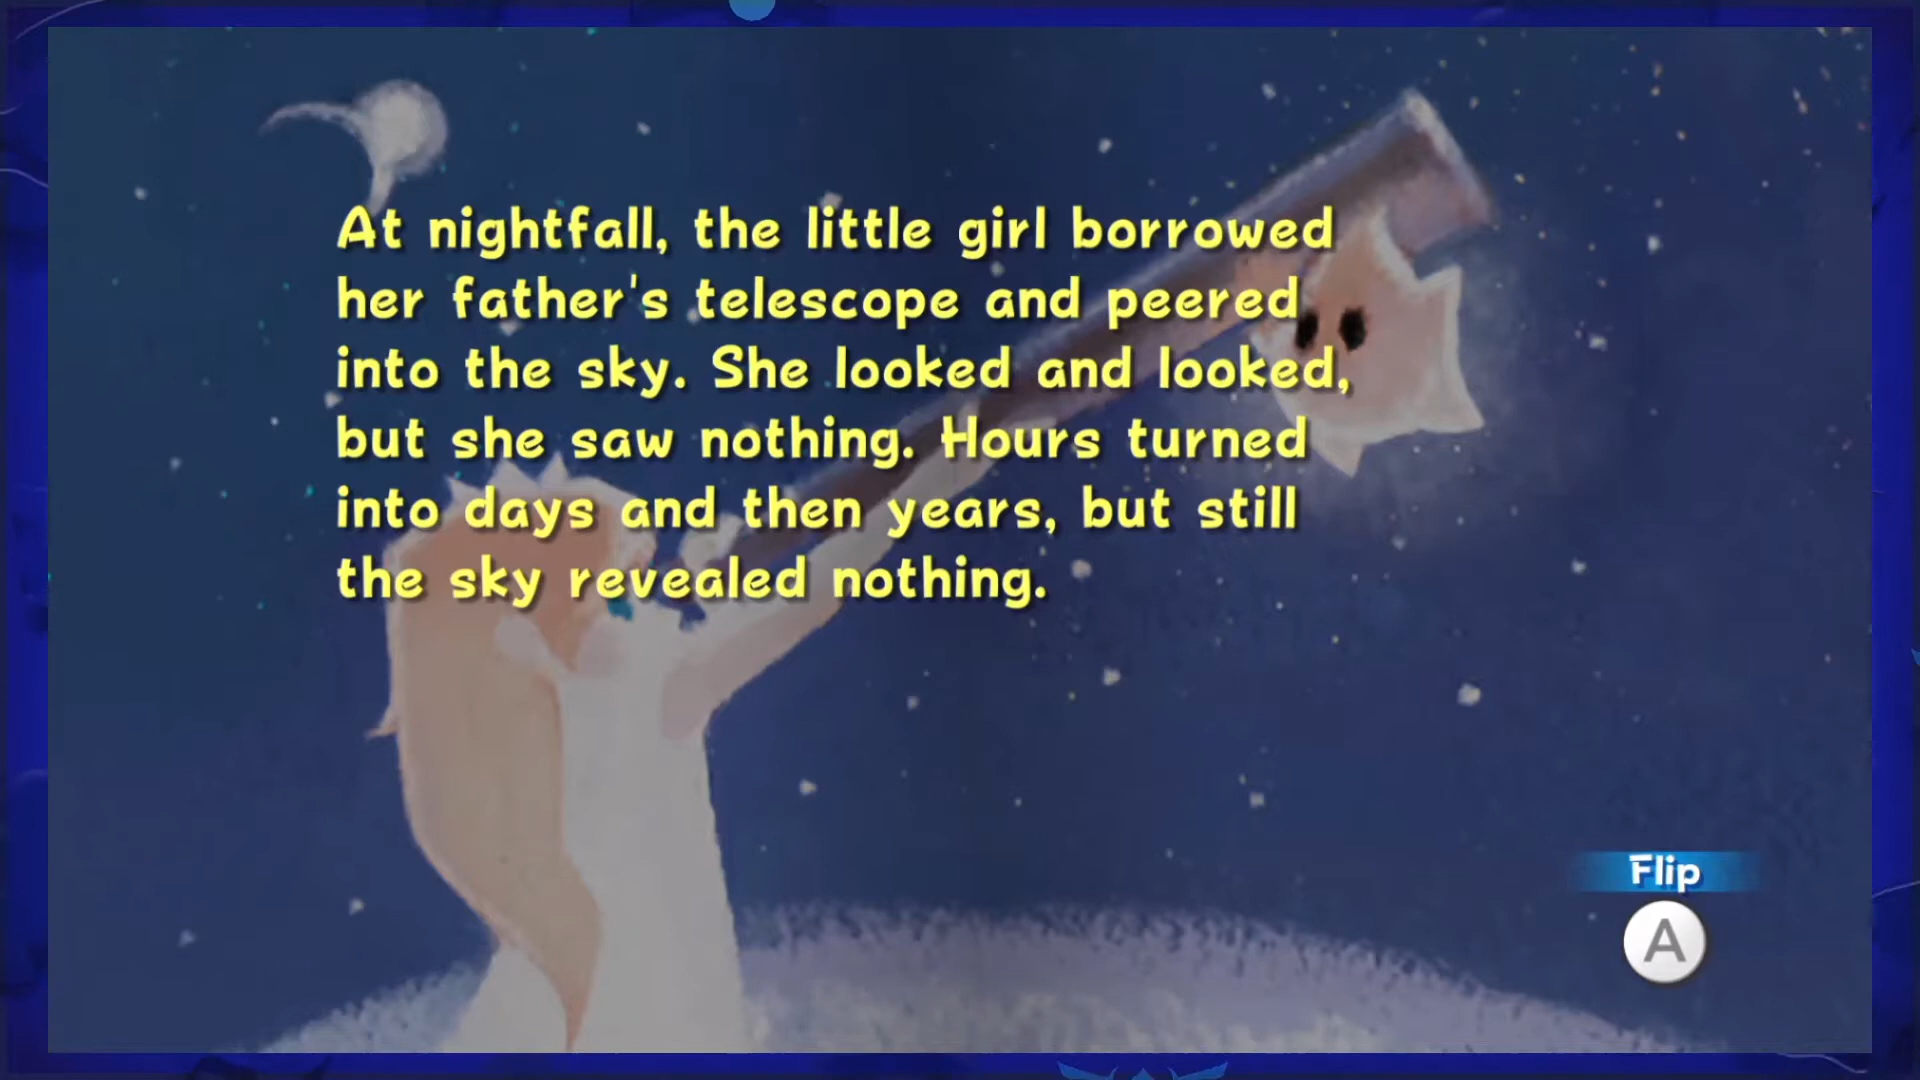 At nightfall, the little girl borrowed
her father's telescope and peered
into the sky. She looked and looked,
but she saw nothing. Hours turned
into days and then years, but still
the sky revealed nothing.
Flip
A